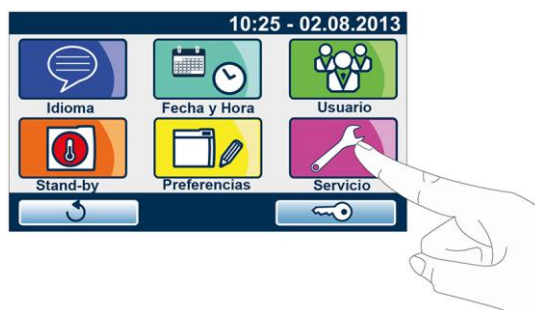 10:25 - 02.08.2013
Idioma Fecha y Hora Usuario
Stand-by Preferencias Servicio